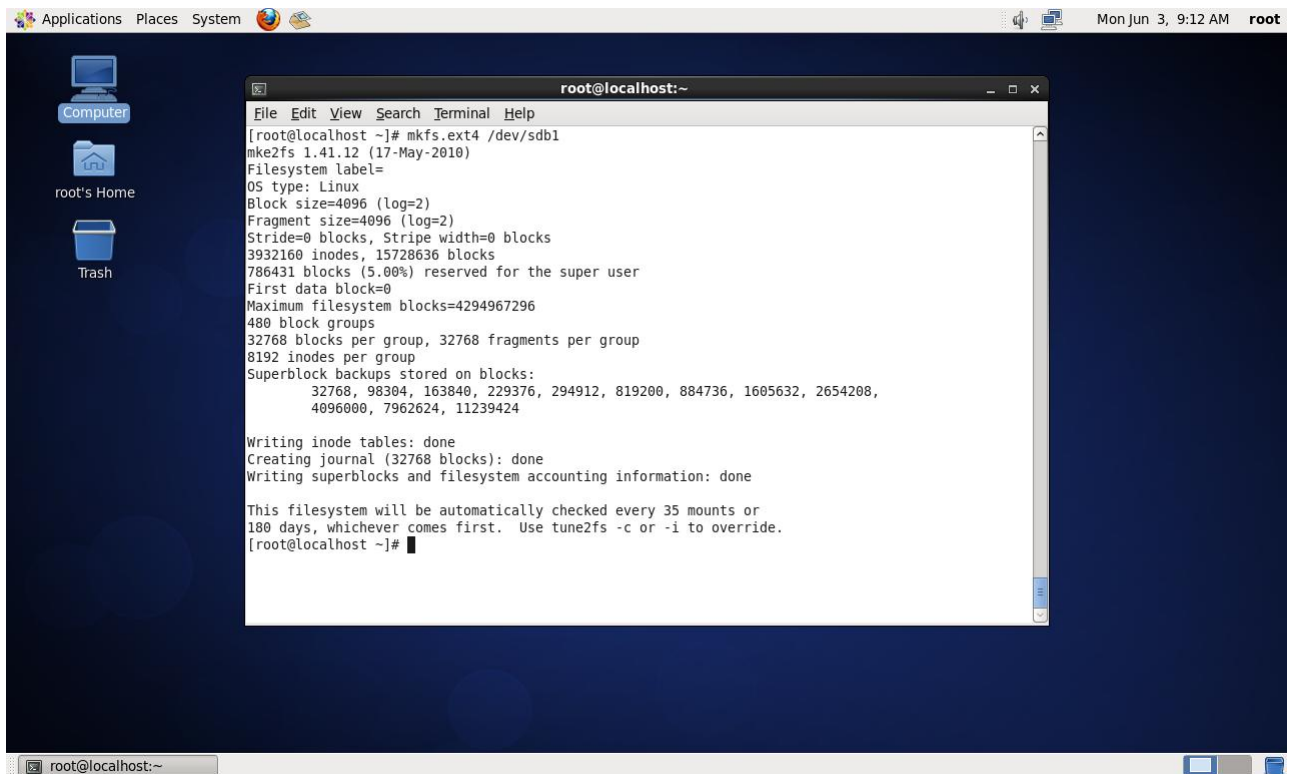 Applications Places System
Mon Jun 3, 9:12 AM root
Computer
root's Home
Trash
root@localhost:~
File Edit View Search Terminal Help
[root@localhost ~]# mkfs.ext4 /dev/sdb1
mke2fs 1.41.12 (17-May-2010)
Filesystem label=
OS type: Linux
Block size=4096 (log=2)
Fragment size=4096 (log=2)
Stride=0 blocks, Stripe width=0 blocks
3932160 inodes, 15728636 blocks
786431 blocks (5.00%) reserved for the super user
First data block=0
Maximum filesystem blocks=4294967296
480 block groups
32768 blocks per group, 32768 fragments per group
8192 inodes per group
Superblock backups stored on blocks:
32768, 98304, 163840, 229376, 294912, 819200, 884736, 1605632, 2654208,
4096000, 7962624, 11239424
Writing inode tables: done
Creating journal (32768 blocks): done
Writing superblocks and filesystem accounting information: done
This filesystem will be automatically checked every 35 mounts or
180 days, whichever comes first.  Use tune2fs -c or -i to override.
[root@localhost ~]#
root@localhost:~